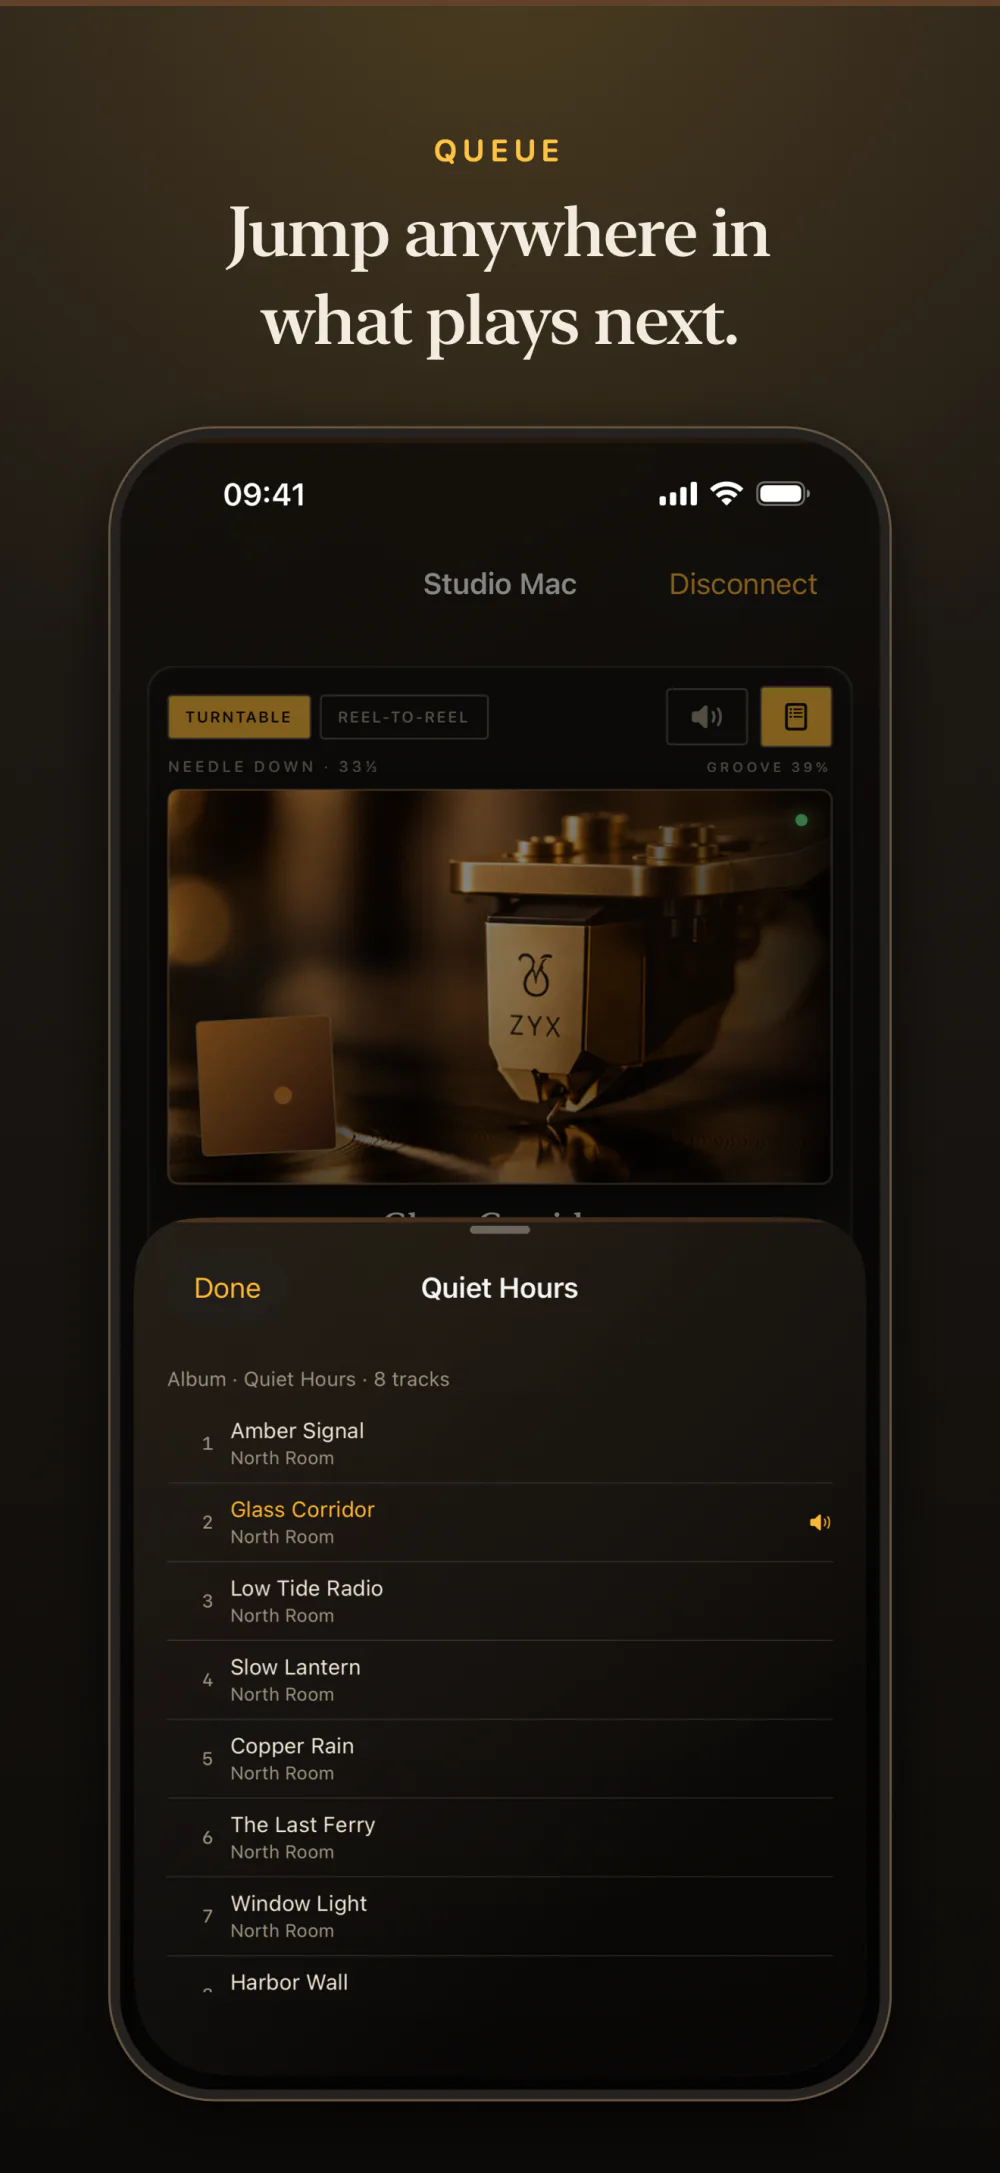 QUEUE
Jump anywhere in
what plays next.
09:41
Studio Mac
Disconnect
TURNTABLE
REEL-TO-REEL
NEEDLE DOWN · 33⅓
GROOVE 39%
ZYX
Done
Quiet Hours
Album · Quiet Hours · 8 tracks
1
Amber Signal
North Room
2
Glass Corridor
North Room
3
Low Tide Radio
North Room
4
Slow Lantern
North Room
5
Copper Rain
North Room
6
The Last Ferry
North Room
7
Window Light
North Room
Harbor Wall